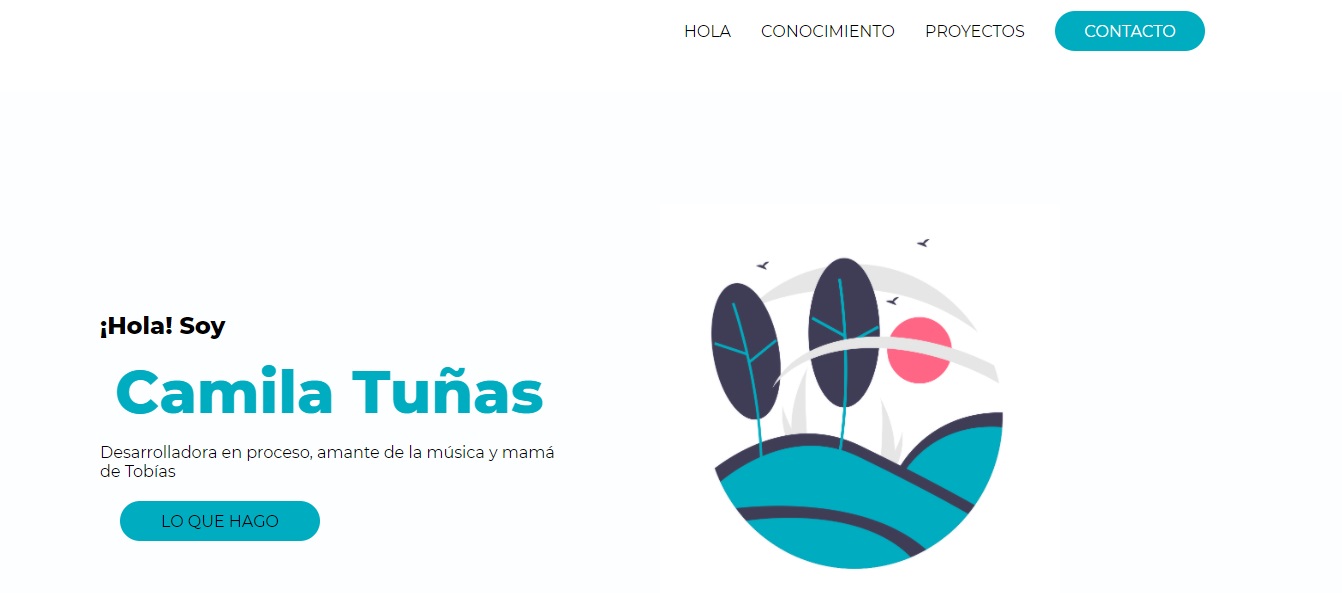 HOLA CONOCIMIENTO PROYECTOS CONTACTO
¡Hola! Soy
Camila Tuñas
Desarrolladora en proceso, amante de la música y mamá
de Tobías
LO QUE HAGO